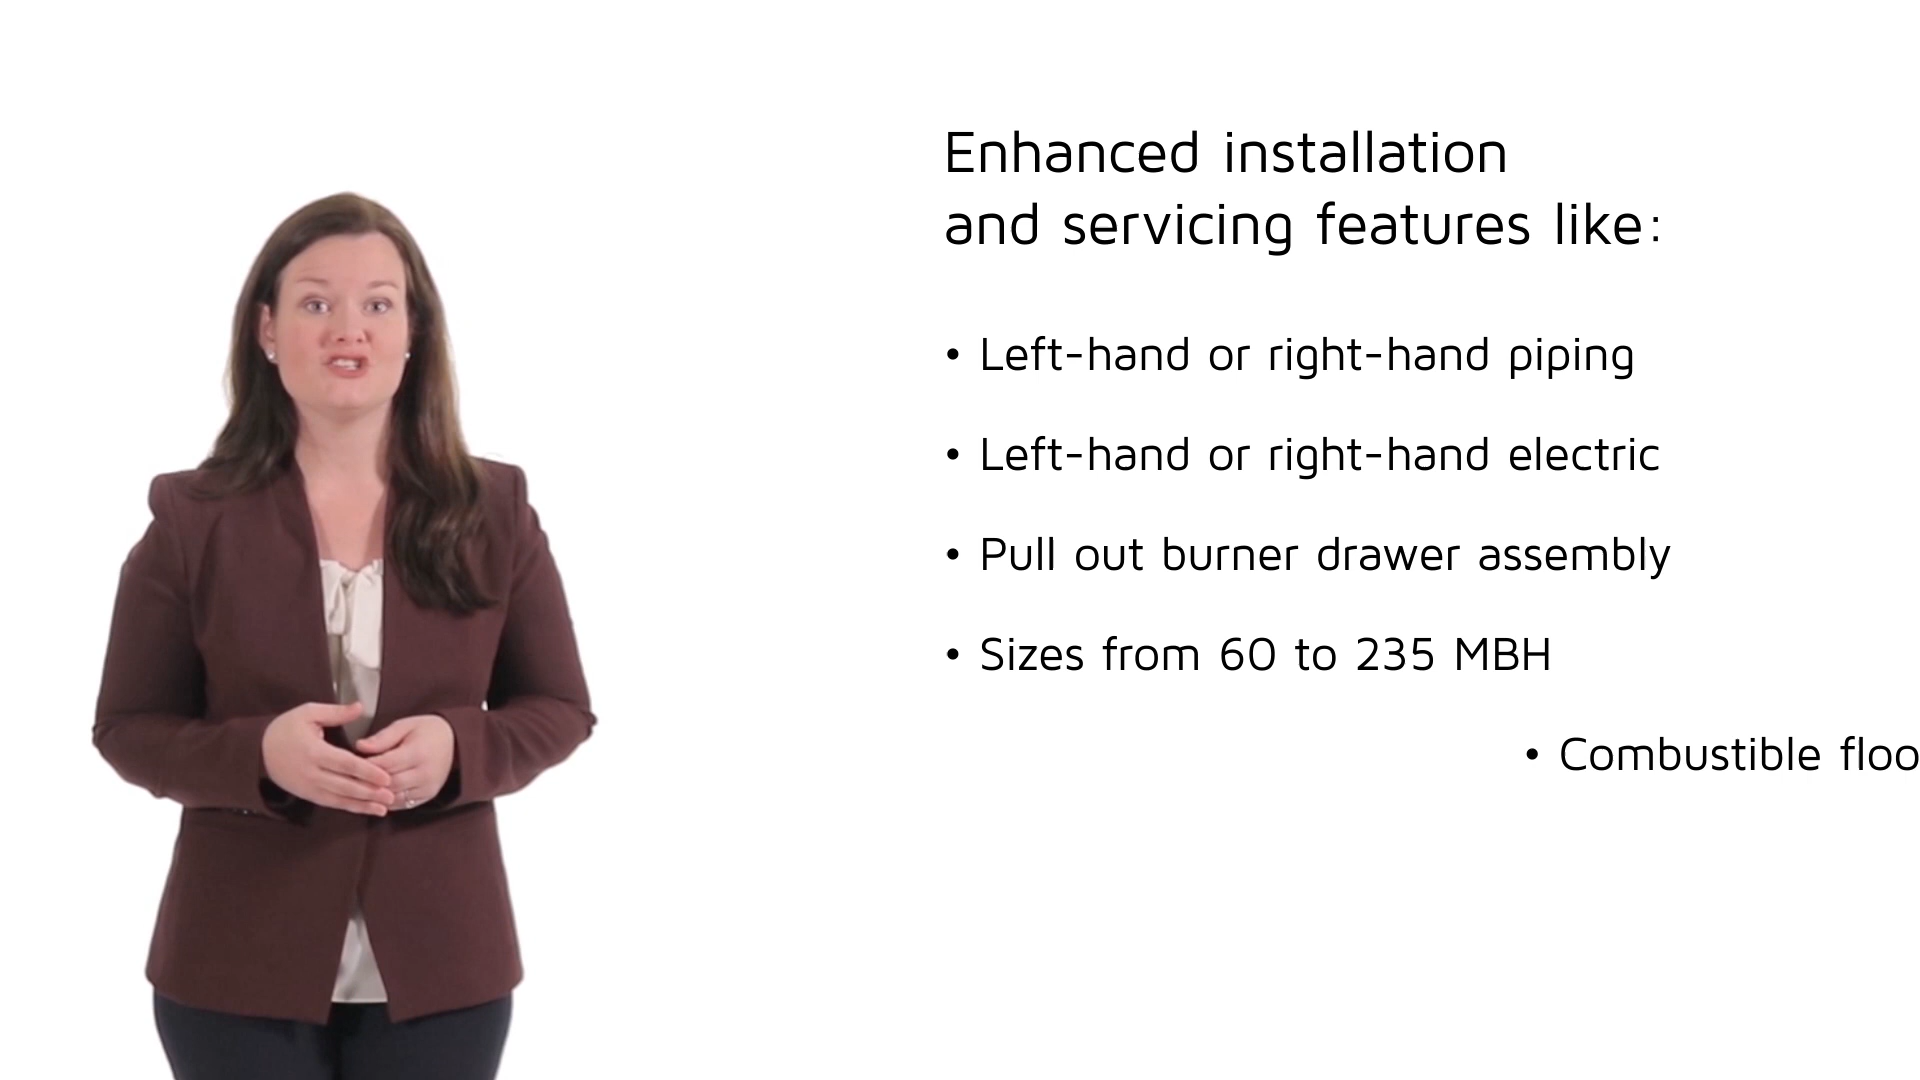 Enhanced installation
and servicing features like:
• Left-hand or right-hand piping
• Left-hand or right-hand electric
• Pull out burner drawer assembly
• Sizes from 60 to 235 MBH
• Combustible